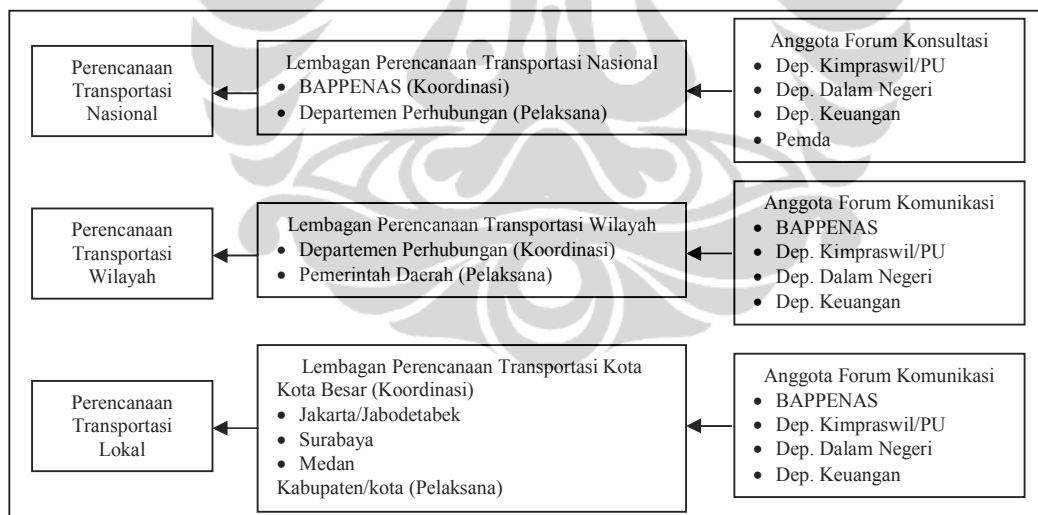 Perencanaan
Transportasi
Nasional
Lembagan Perencanaan Transportasi Nasional
• BAPPENAS (Koordinasi)
• Departemen Perhubungan (Pelaksana)
Anggota Forum Konsultasi
• Dep. Kimpraswil/PU
• Dep. Dalam Negeri
• Dep. Keuangan
• Pemda
Perencanaan
Transportasi
Wilayah
Lembagan Perencanaan Transportasi Wilayah
• Departemen Perhubungan (Koordinasi)
• Pemerintah Daerah (Pelaksana)
Anggota Forum Komunikasi
• BAPPENAS
• Dep. Kimpraswil/PU
• Dep. Dalam Negeri
• Dep. Keuangan
Perencanaan
Transportasi
Lokal
Lembagan Perencanaan Transportasi Kota
Kota Besar (Koordinasi)
• Jakarta/Jabodetabek
• Surabaya
• Medan
Kabupaten/kota (Pelaksana)
Anggota Forum Komunikasi
• BAPPENAS
• Dep. Kimpraswil/PU
• Dep. Dalam Negeri
• Dep. Keuangan